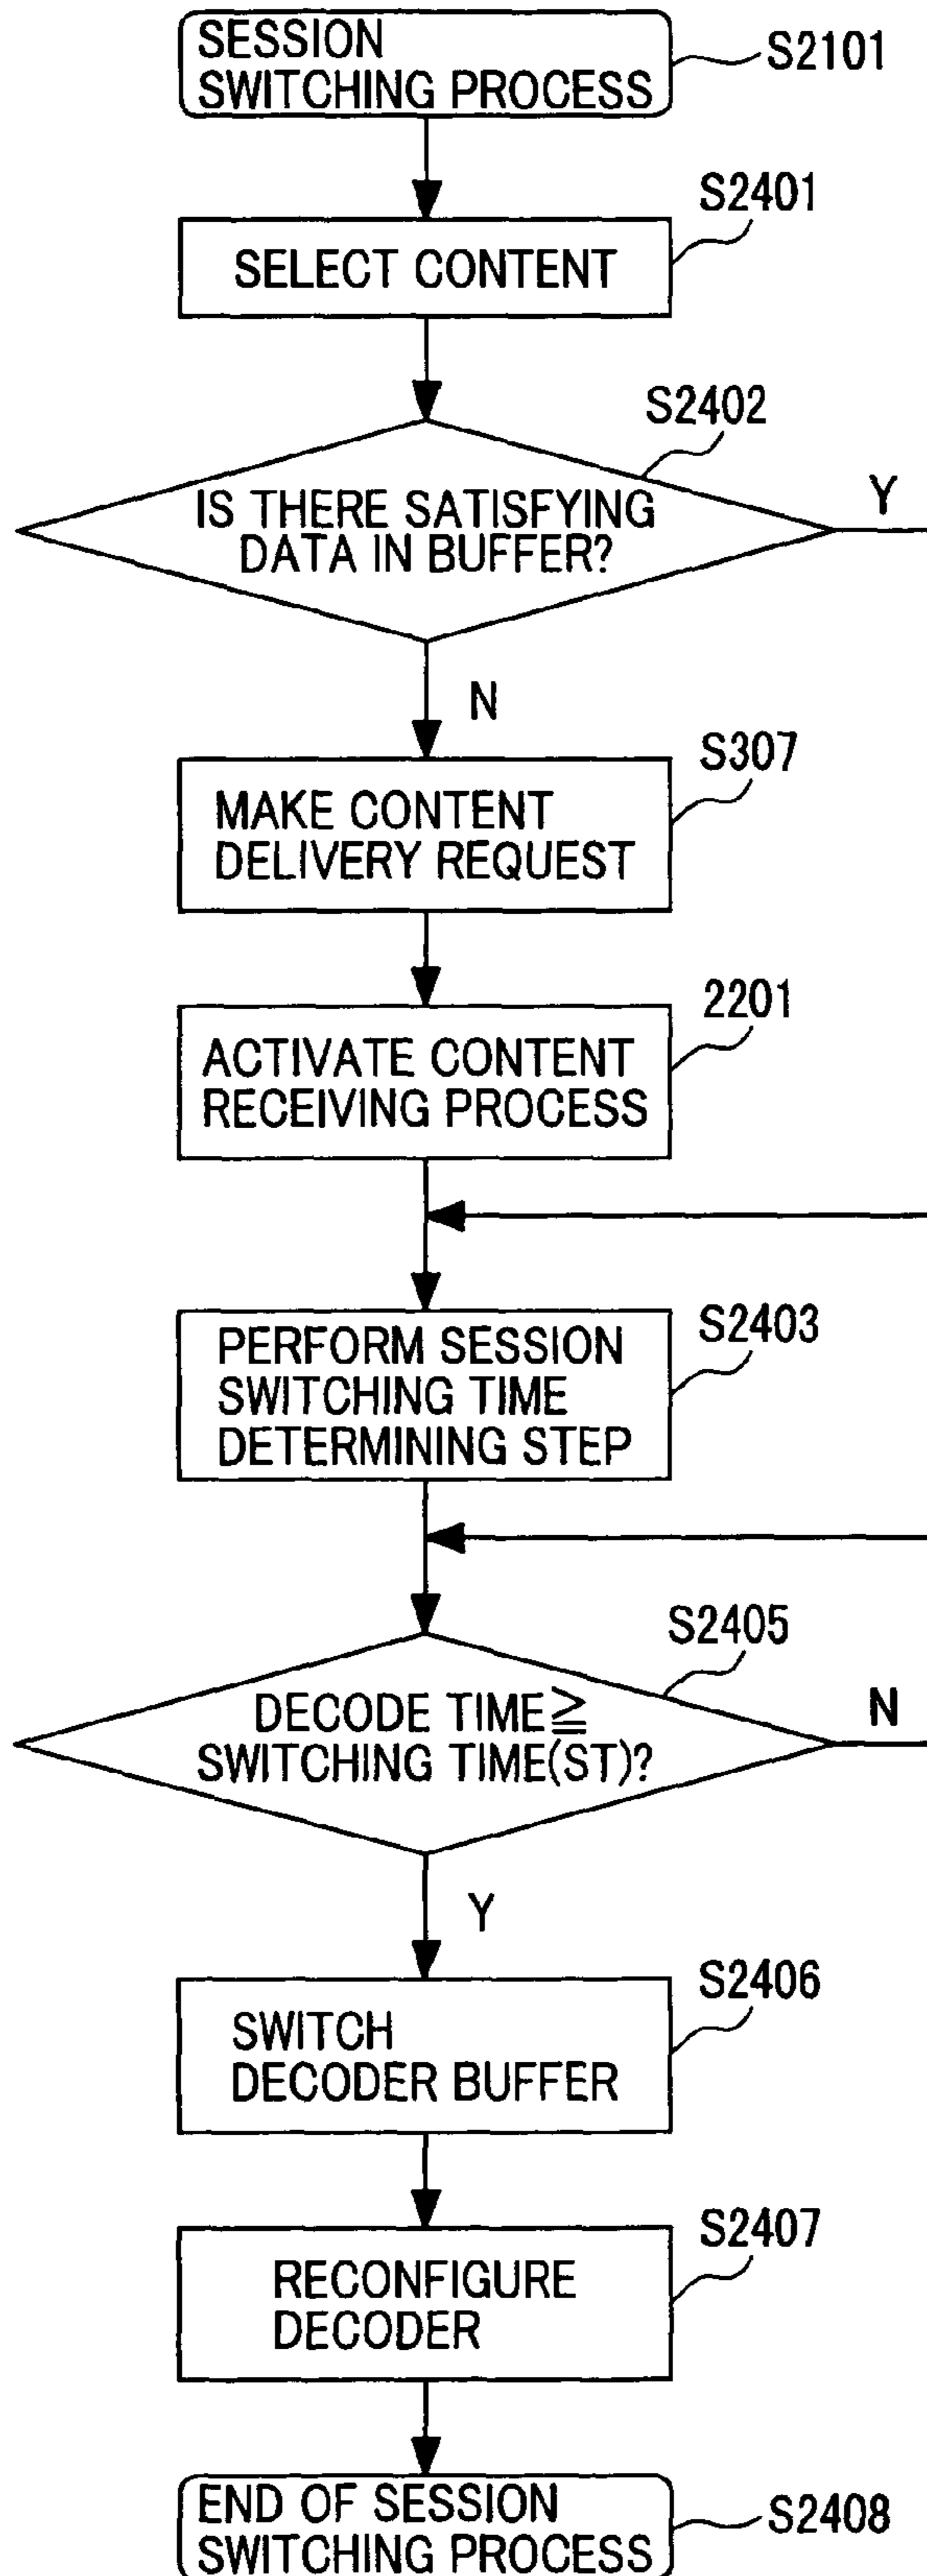 SESSION
SWITCHING PROCESS
S2101
S2401
SELECT CONTENT
S2402
IS THERE SATISFYING
DATA IN BUFFER?
Y
N
S307
MAKE CONTENT
DELIVERY REQUEST
2201
ACTIVATE CONTENT
RECEIVING PROCESS
S2403
PERFORM SESSION
SWITCHING TIME
DETERMINING STEP
S2405
DECODE TIME≧
SWITCHING TIME(ST)?
N
Y
S2406
SWITCH
DECODER BUFFER
S2407
RECONFIGURE
DECODER
END OF SESSION
SWITCHING PROCESS
S2408